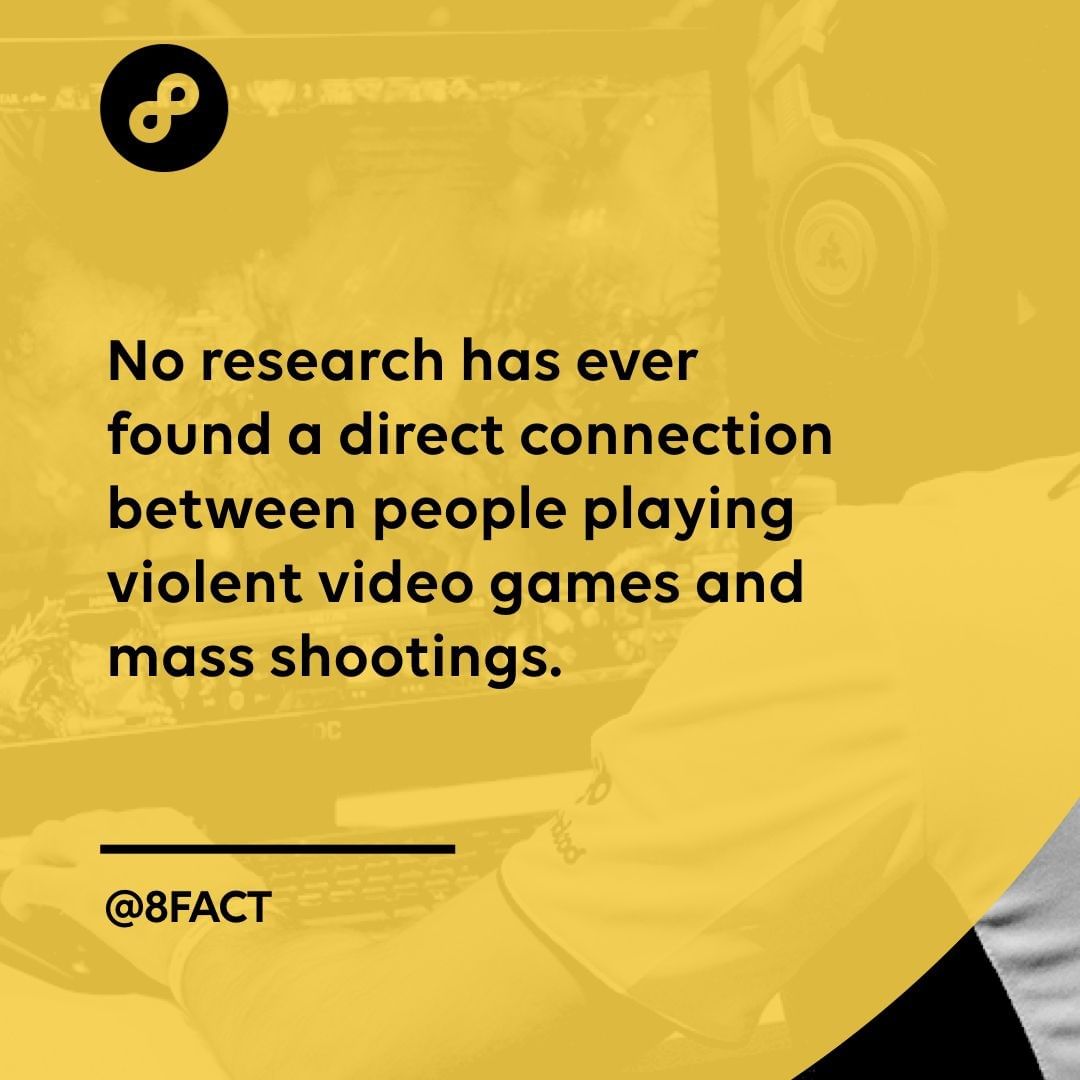 No research has ever
found a direct connection
between people playing
violent video games and
mass shootings.
@8FACT